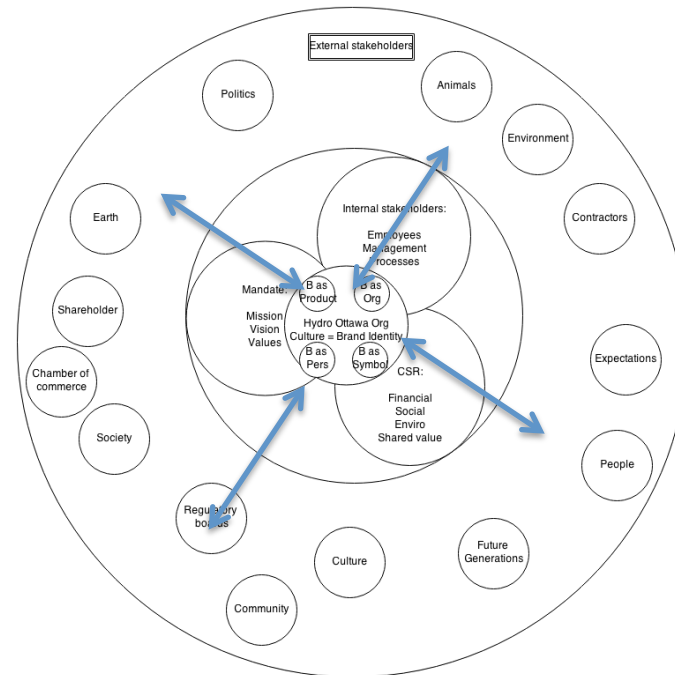 External stakeholders
Politics
Animals
Environment
Contractors
Earth
Shareholder
Chamber of
commerce
Society
Internal stakeholders:
Employees
Management
Processes
Mandate:
Mission
Vision
Values
B as
Product
B as
Org
Hydro Ottawa Org
Culture = Brand Identity
B as
Pers
B as
Symbol
CSR:
Financial
Social
Enviro
Shared value
Expectations
People
Regulatory
boards
Culture
Future
Generations
Community